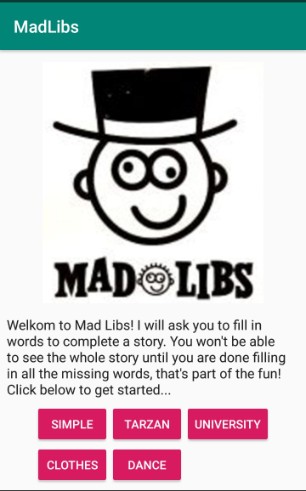 MadLibs
MAD LIBS
Welkom to Mad Libs! I will ask you to fill in
words to complete a story. You won't be able
to see the whole story until you are done filling
in all the missing words, that's part of the fun!
Click below to get started...
SIMPLE TARZAN UNIVERSITY
CLOTHES DANCE